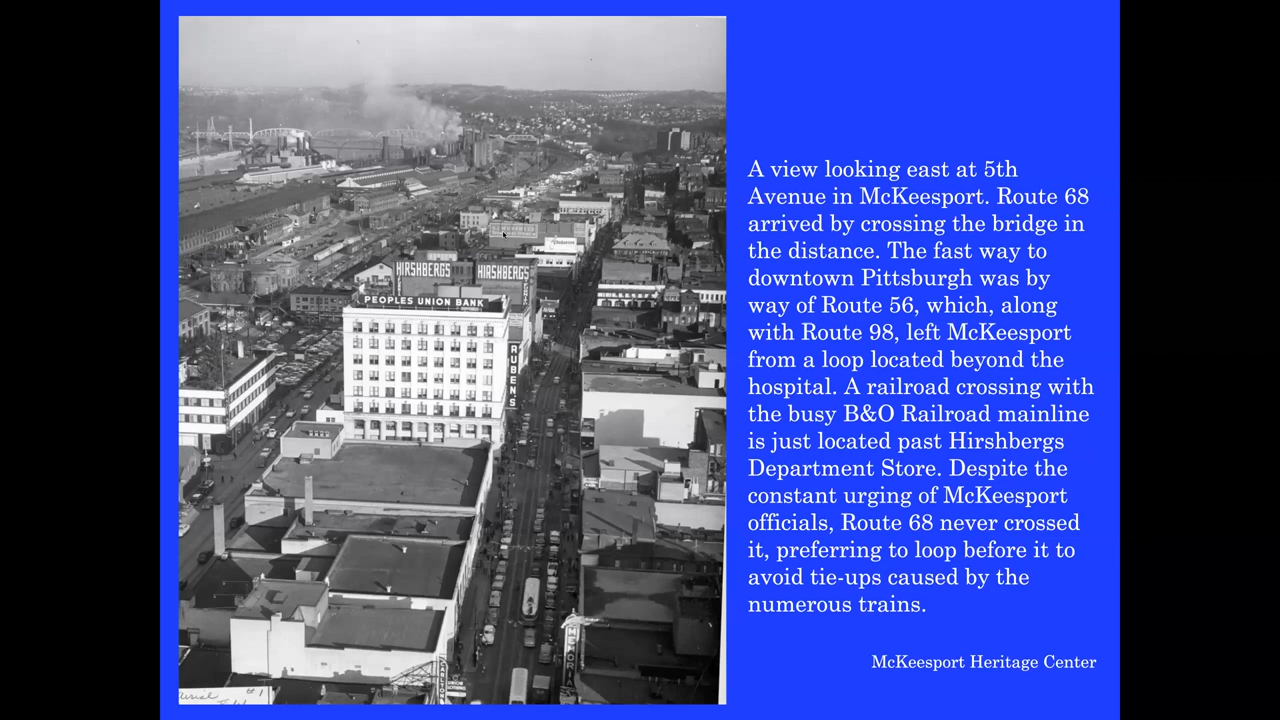 HIRSHBERGS
HIRSHBERGS
PEOPLES UNION BANK
RUBEN'S
MEMORIA
CARLTON
#1
A view looking east at 5th
Avenue in McKeesport. Route 68
arrived by crossing the bridge in
the distance. The fast way to
downtown Pittsburgh was by
way of Route 56, which, along
with Route 98, left McKeesport
from a loop located beyond the
hospital. A railroad crossing with
the busy B&O Railroad mainline
is just located past Hirshbergs
Department Store. Despite the
constant urging of McKeesport
officials, Route 68 never crossed
it, preferring to loop before it to
avoid tie-ups caused by the
numerous trains.
McKeesport Heritage Center